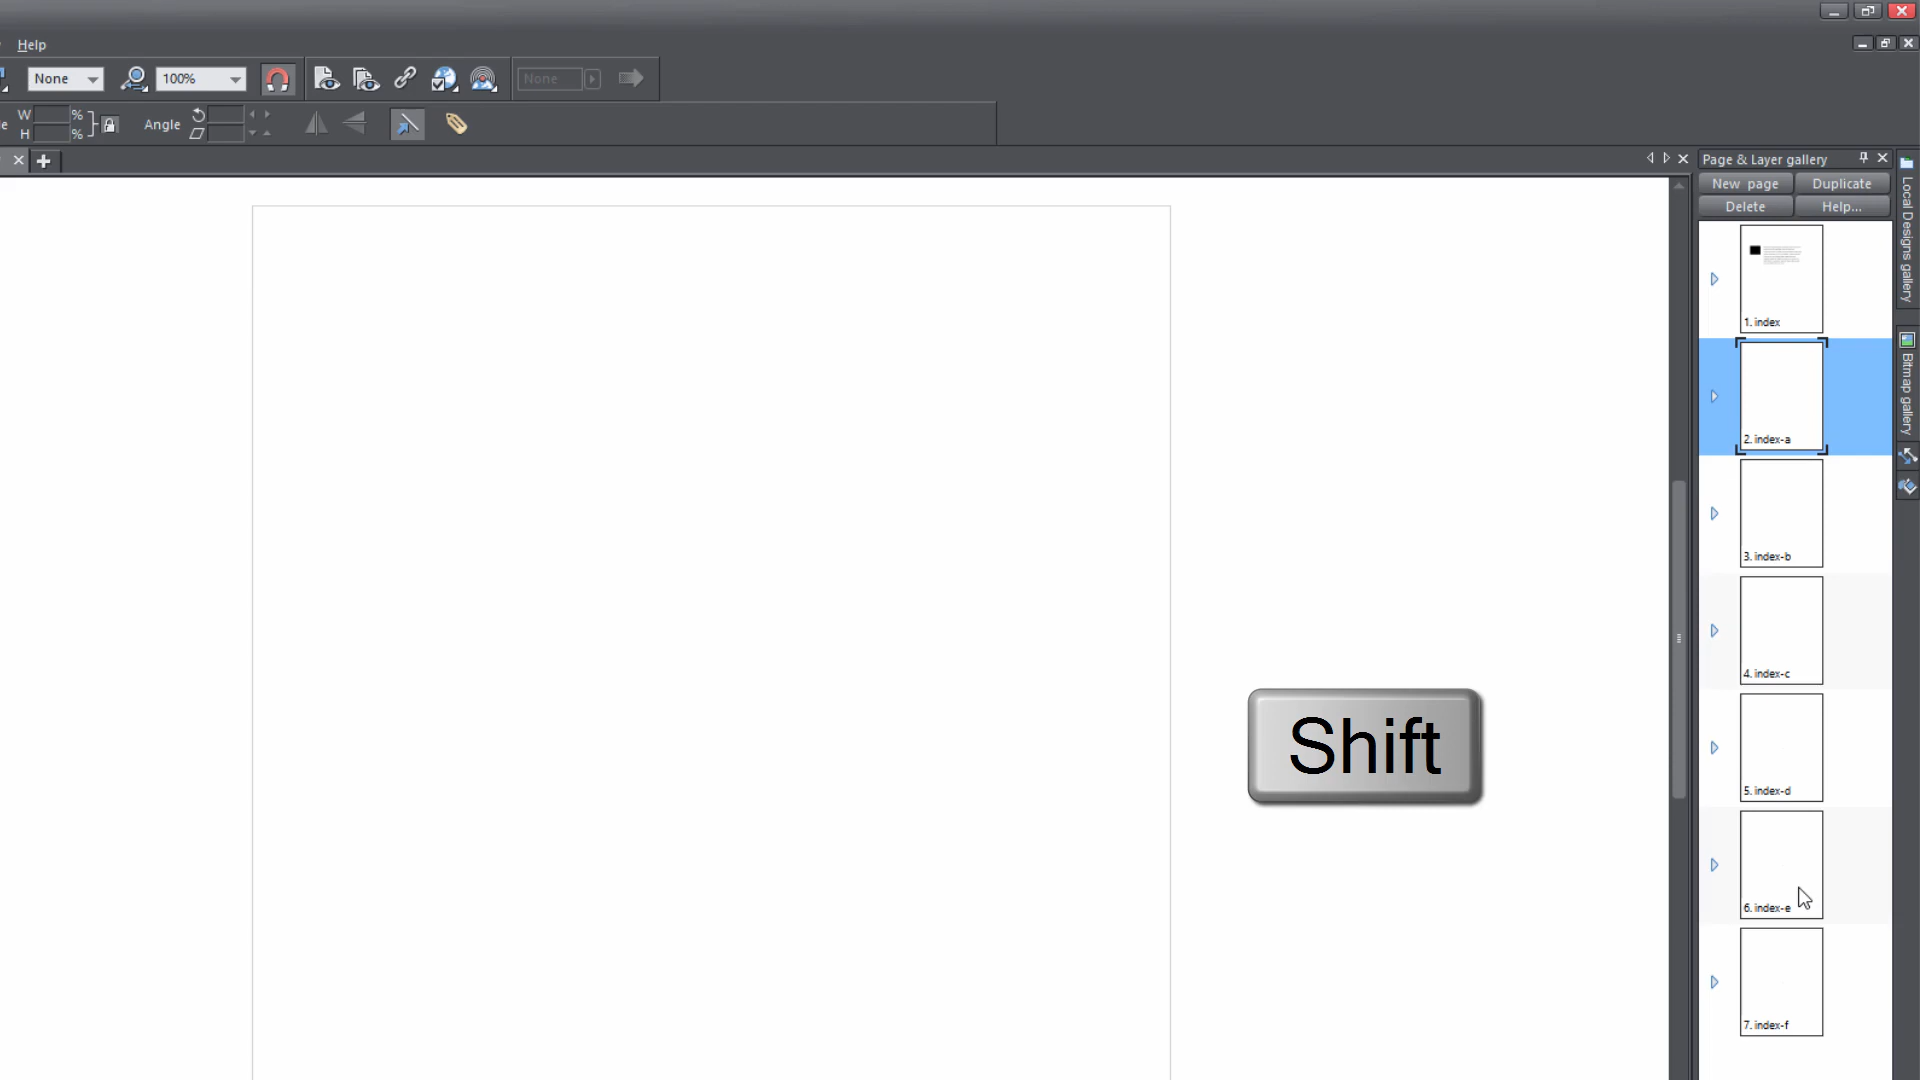 Help
None
100%
None
W % Angle
H %
Page & Layer gallery
New page Duplicate
Delete Help...
Local Designs gallery
Bitmap gallery
1. index
2. index-a
3. index-b
4. index-c
5. index-d
6. index-e
7. index-f
Shift